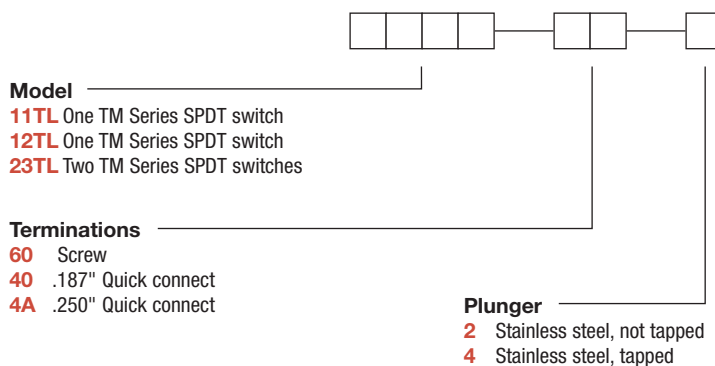 Model
11TL One TM Series SPDT switch
12TL One TM Series SPDT switch
23TL Two TM Series SPDT switches
Terminations
60 Screw
40 .187" Quick connect
4A .250" Quick connect
Plunger
2 Stainless steel, not tapped
4 Stainless steel, tapped